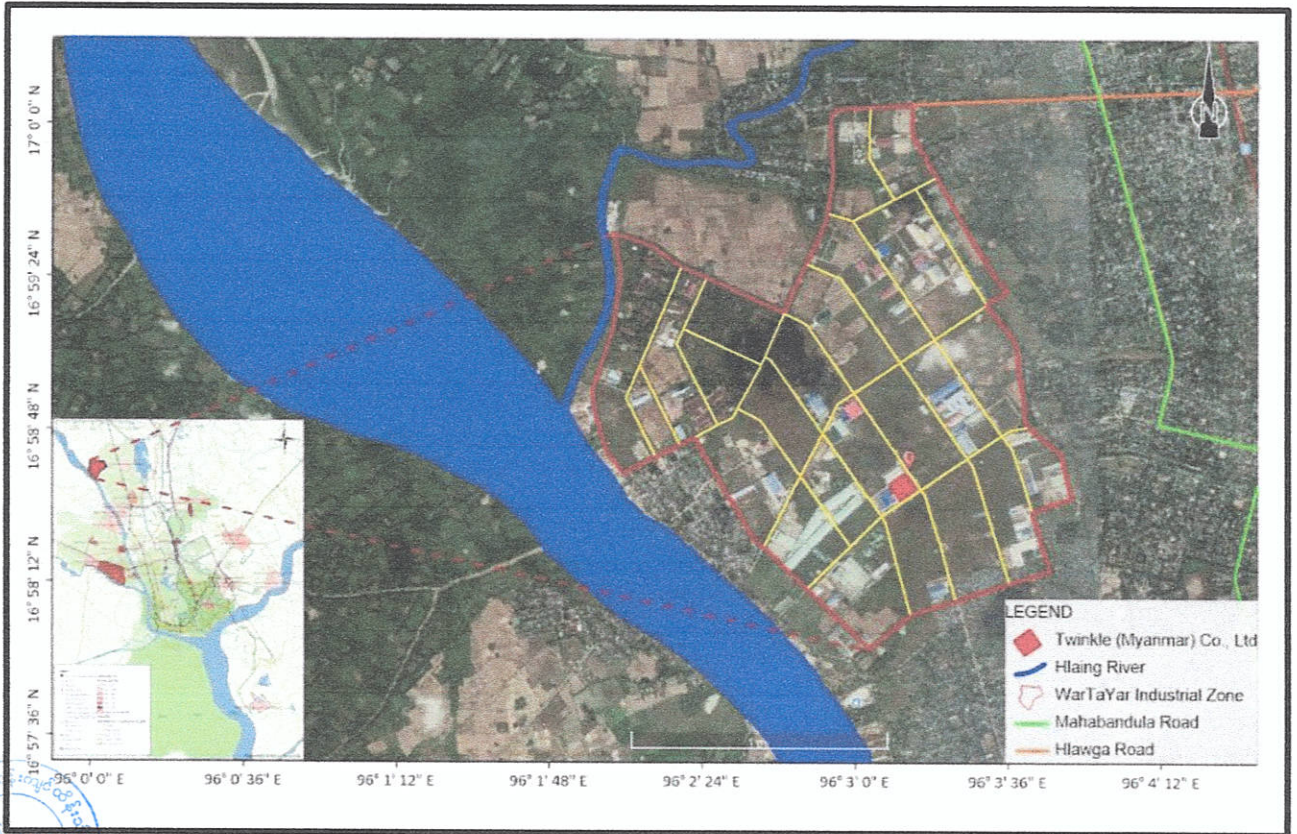 17° 0' 0" N
16° 59' 24" N
16° 58' 48" N
16° 58' 12" N
16° 57' 36" N
N
LEGEND
Twinkle (Myanmar) Co., Ltd
Hlaing River
WarTaYar Industrial Zone
Mahabandula Road
Hlawga Road
96° 0' 0" E
96° 0' 36" E
96° 1' 12" E
96° 1' 48" E
96° 2' 24" E
96° 3' 0" E
96° 3' 36" E
96° 4' 12" E